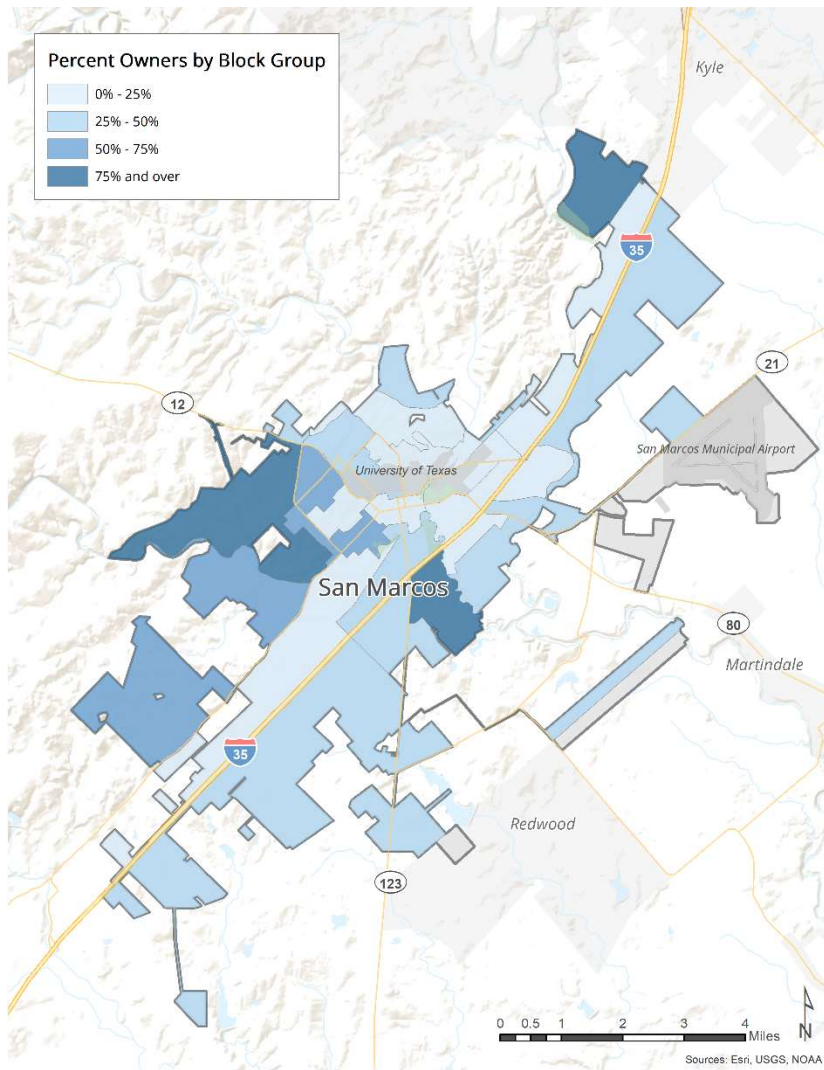 Percent Owners by Block Group
0% - 25%
25% - 50%
50% - 75%
75% and over
Kyle
35
21
12
San Marcos Municipal Airport
University of Texas
San Marcos
80
Martindale
35
Redwood
123
0 0.5 1 2 3 4
Miles
N
Sources: Esri, USGS, NOAA